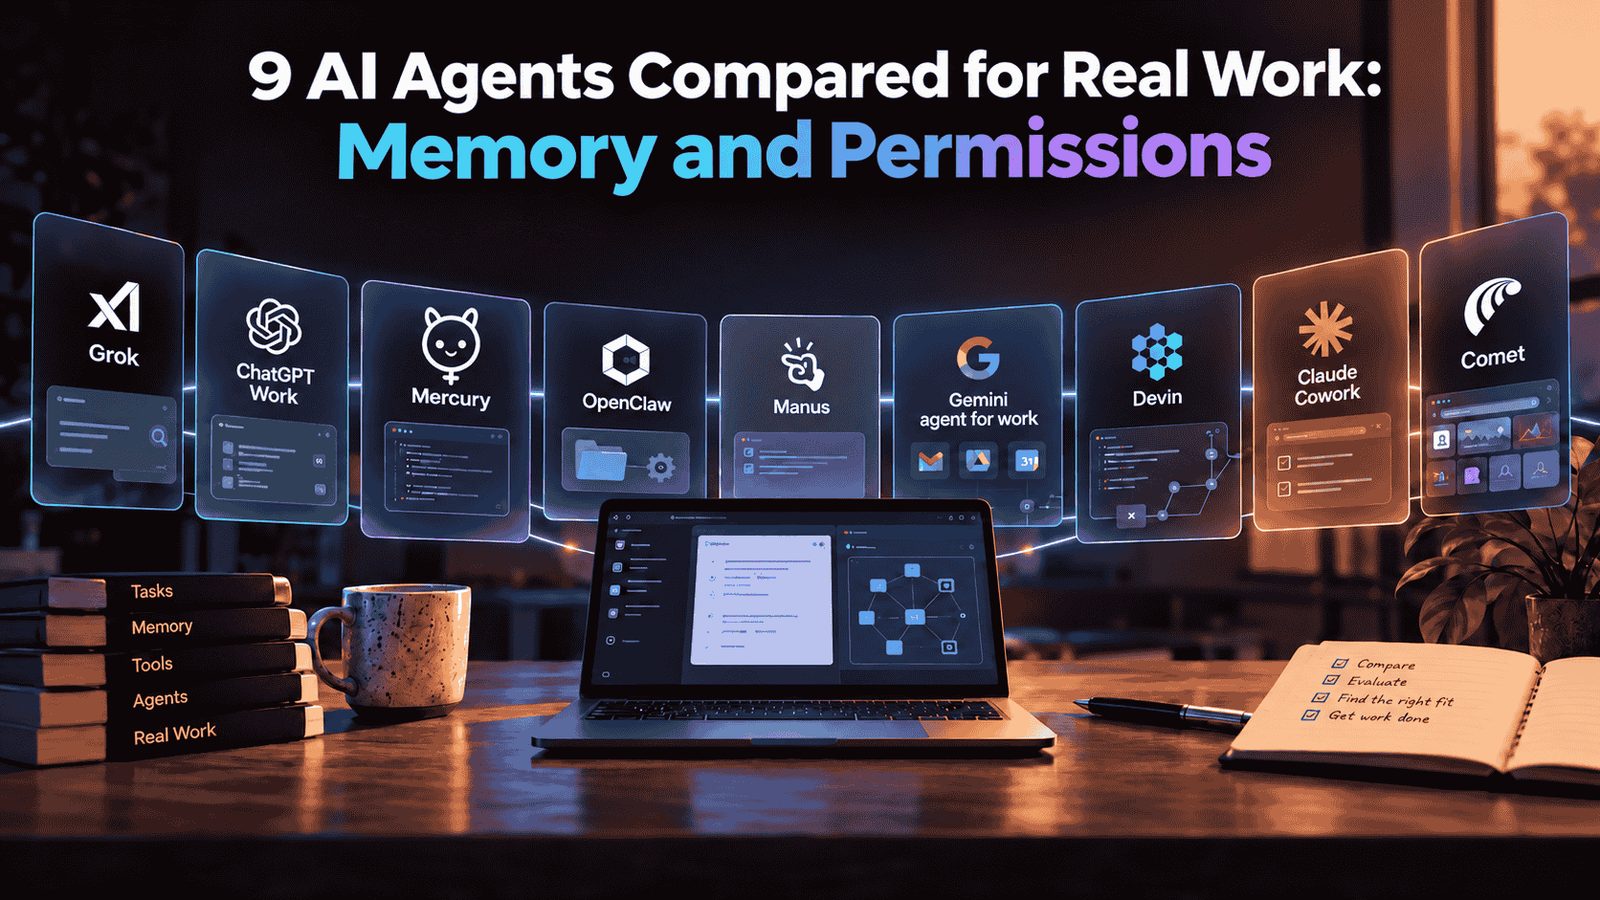 9 AI Agents Compared for Real Work:
Memory and Permissions
Grok
ChatGPT
Work
Mercury
OpenClaw
Manus
Gemini
agent for work
31
Devin
Claude
Cowork
Comet
Tasks
Memory
Tools
Agents
Real Work
Compare
Evaluate
Find the right fit
Get work done